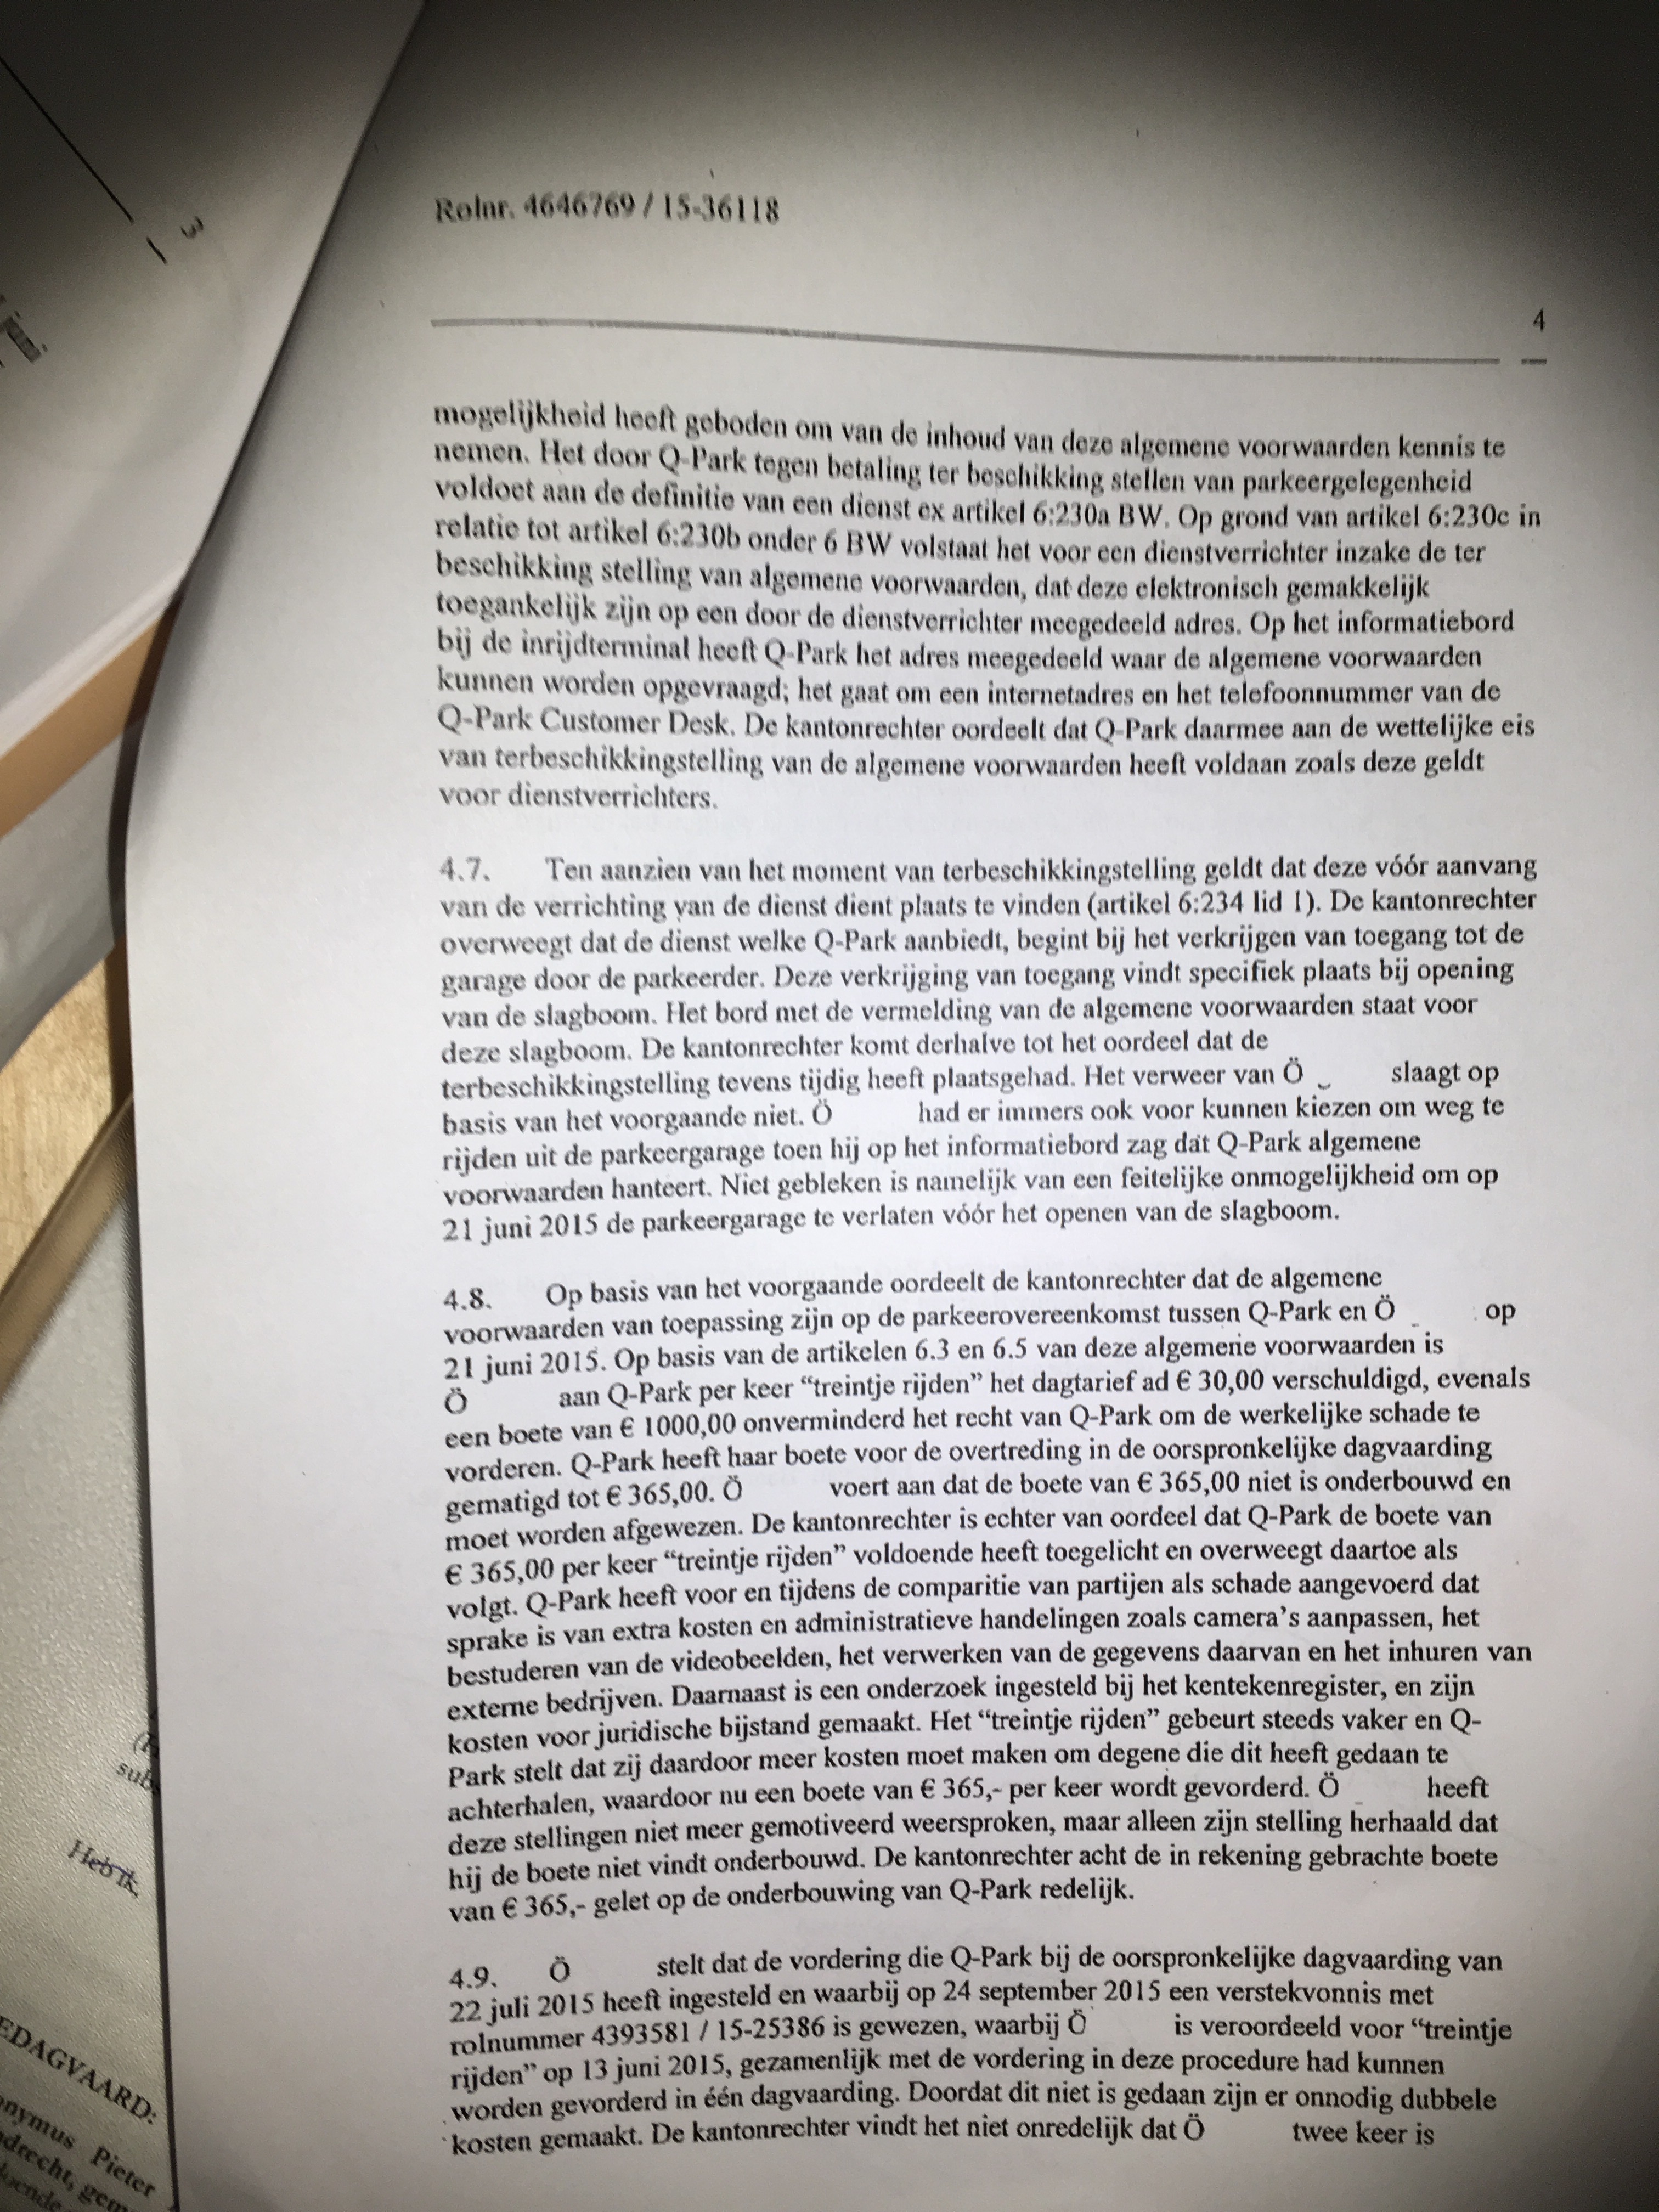 Rolnr. 4646769 / 15-36118
4
mogelijkheid heeft geboden om van de inhoud van deze algemene voorwaarden kennis te
nemen. Het door Q-Park tegen betaling ter beschikking stellen van parkeergelegenheid
voldoet aan de definitie van een dienst ex artikel 6:230a BW. Op grond van artikel 6:230c in
relatie tot artikel 6:230b onder 6 BW volstaat het voor een dienstverrichter inzake de ter
beschikking stelling van algemene voorwaarden, dat deze elektronisch gemakkelijk
toegankelijk zijn op een door de dienstverrichter meegedeeld adres. Op het informatiebord
bij de inrijdterminal heeft Q-Park het adres meegedeeld waar de algemene voorwaarden
kunnen worden opgevraagd; het gaat om een internetadres en het telefoonnummer van de
Q-Park Customer Desk. De kantonrechter oordeelt dat Q-Park daarmee aan de wettelijke eis
van terbeschikkingstelling van de algemene voorwaarden heeft voldaan zoals deze geldt
voor dienstverrichters.
4.7. Ten aanzien van het moment van terbeschikkingstelling geldt dat deze vóór aanvang
van de verrichting van de dienst dient plaats te vinden (artikel 6:234 lid 1). De kantonrechter
overweegt dat de dienst welke Q-Park aanbiedt, begint bij het verkrijgen van toegang tot de
garage door de parkeerder. Deze verkrijging van toegang vindt specifiek plaats bij opening
van de slagboom. Het bord met de vermelding van de algemene voorwaarden staat voor
deze slagboom. De kantonrechter komt derhalve tot het oordeel dat de
terbeschikkingstelling tevens tijdig heeft plaatsgehad. Het verweer van Ö slaagt op
basis van het voorgaande niet. Ö had er immers ook voor kunnen kiezen om weg te
rijden uit de parkeergarage toen hij op het informatiebord zag dat Q-Park algemene
voorwaarden hanteert. Niet gebleken is namelijk van een feitelijke onmogelijkheid om op
21 juni 2015 de parkeergarage te verlaten vóór het openen van de slagboom.
4.8. Op basis van het voorgaande oordeelt de kantonrechter dat de algemene
voorwaarden van toepassing zijn op de parkeerovereenkomst tussen Q-Park en Ö op
21 juni 2015. Op basis van de artikelen 6.3 en 6.5 van deze algemene voorwaarden is
Ö aan Q-Park per keer “treintje rijden” het dagtarief ad € 30,00 verschuldigd, evenals
een boete van € 1000,00 onverminderd het recht van Q-Park om de werkelijke schade te
vorderen. Q-Park heeft haar boete voor de overtreding in de oorspronkelijke dagvaarding
gematigd tot € 365,00. Ö voert aan dat de boete van € 365,00 niet is onderbouwd en
moet worden afgewezen. De kantonrechter is echter van oordeel dat Q-Park de boete van
€ 365,00 per keer “treintje rijden” voldoende heeft toegelicht en overweegt daartoe als
volgt. Q-Park heeft voor en tijdens de comparitie van partijen als schade aangevoerd dat
sprake is van extra kosten en administratieve handelingen zoals camera’s aanpassen, het
bestuderen van de videobeelden, het verwerken van de gegevens daarvan en het inhuren van
externe bedrijven. Daarnaast is een onderzoek ingesteld bij het kentekenregister, en zijn
kosten voor juridische bijstand gemaakt. Het “treintje rijden” gebeurt steeds vaker en Q-
Park stelt dat zij daardoor meer kosten moet maken om degene die dit heeft gedaan te
achterhalen, waardoor nu een boete van € 365,- per keer wordt gevorderd. Ö heeft
deze stellingen niet meer gemotiveerd weersproken, maar alleen zijn stelling herhaald dat
hij de boete niet vindt onderbouwd. De kantonrechter acht de in rekening gebrachte boete
van € 365,- gelet op de onderbouwing van Q-Park redelijk.
4.9. Ö stelt dat de vordering die Q-Park bij de oorspronkelijke dagvaarding van
22 juli 2015 heeft ingesteld en waarbij op 24 september 2015 een verstekvonnis met
rolnummer 4393581 / 15-25386 is gewezen, waarbij Ö is veroordeeld voor “treintje
rijden” op 13 juni 2015, gezamenlijk met de vordering in deze procedure had kunnen
worden gevorderd in één dagvaarding. Doordat dit niet is gedaan zijn er onnodig dubbele
kosten gemaakt. De kantonrechter vindt het niet onredelijk dat Ö twee keer is
3
juni
Heb ik,
EDAGVAARD:
Pieter